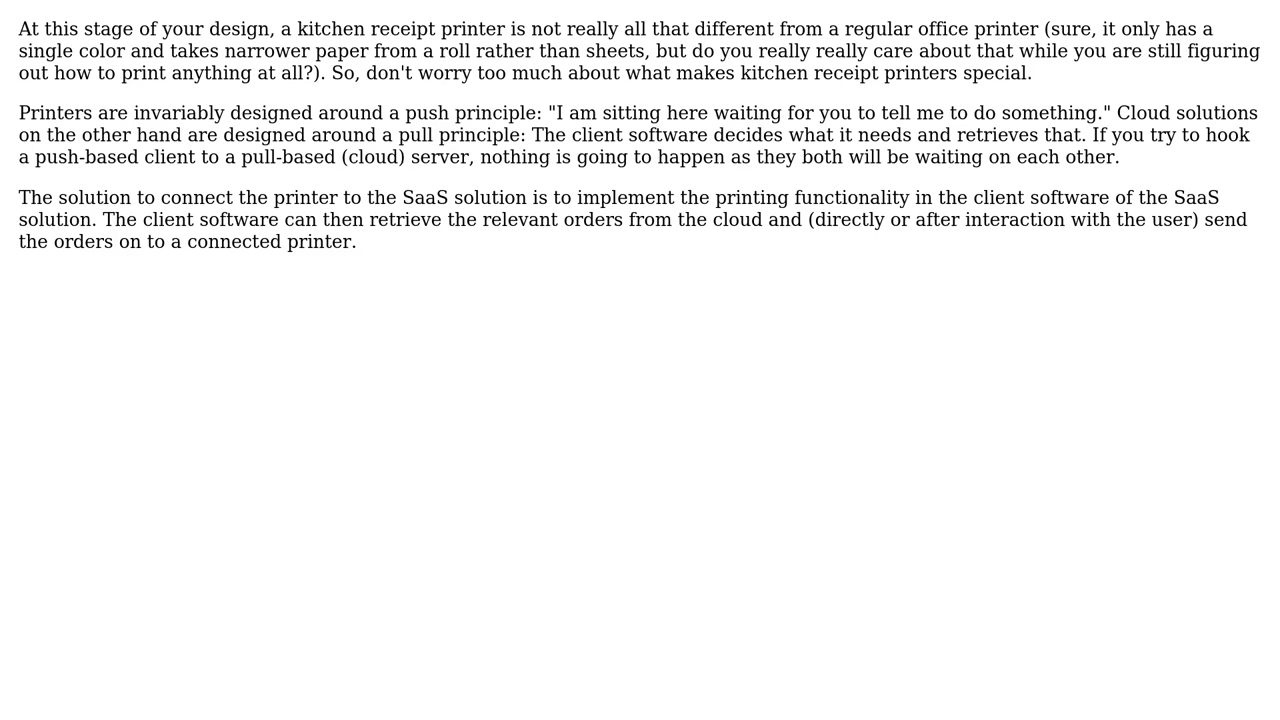 At this stage of your design, a kitchen receipt printer is not really all that different from a regular office printer (sure, it only has a
single color and takes narrower paper from a roll rather than sheets, but do you really really care about that while you are still figuring
out how to print anything at all?). So, don't worry too much about what makes kitchen receipt printers special.
Printers are invariably designed around a push principle: "I am sitting here waiting for you to tell me to do something." Cloud solutions
on the other hand are designed around a pull principle: The client software decides what it needs and retrieves that. If you try to hook
a push-based client to a pull-based (cloud) server, nothing is going to happen as they both will be waiting on each other.
The solution to connect the printer to the SaaS solution is to implement the printing functionality in the client software of the SaaS
solution. The client software can then retrieve the relevant orders from the cloud and (directly or after interaction with the user) send
the orders on to a connected printer.